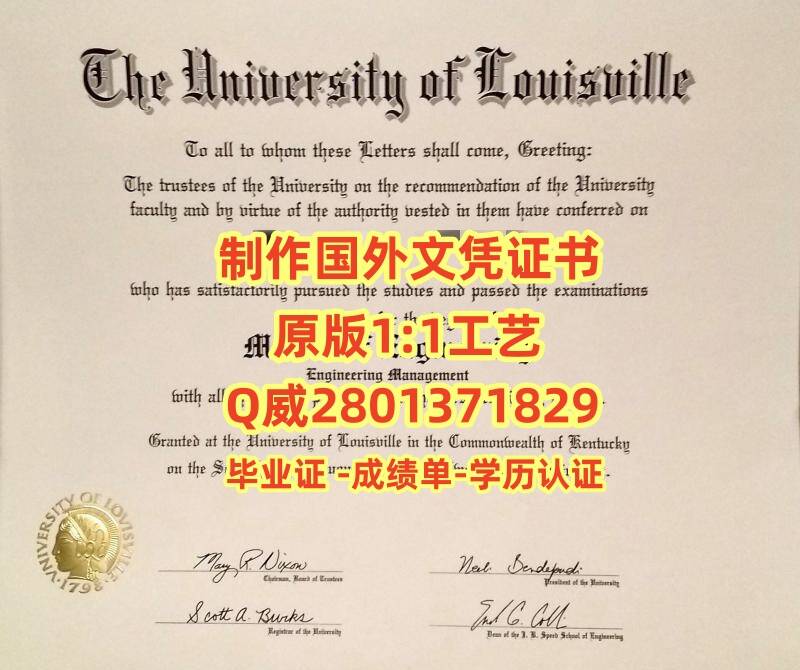 The University of Louisville
To all to whom these Letters shall come, Greeting:
The trustees of the University on the recommendation of the University
faculty and by virtue of the authority vested in them have conferred on
制作国外文凭证书
who has satisfactorily pursued the studies and passed the examinations
原版1:1工艺
Engineering Management
with all
Q威2801371829
Granted at the University of Louisville in the Commonwealth of Kentucky
on the
毕业证 -成绩单-学历认证
UNIVERSITY OF LOUISVILLE
·1798·
Mary R. Nixon
Chairman, Board of Trustees
Neeli Bendapudi
President of the University
Scott A. Burks
Registrar of the University
Dean of the J. B. Speed School of Engineering